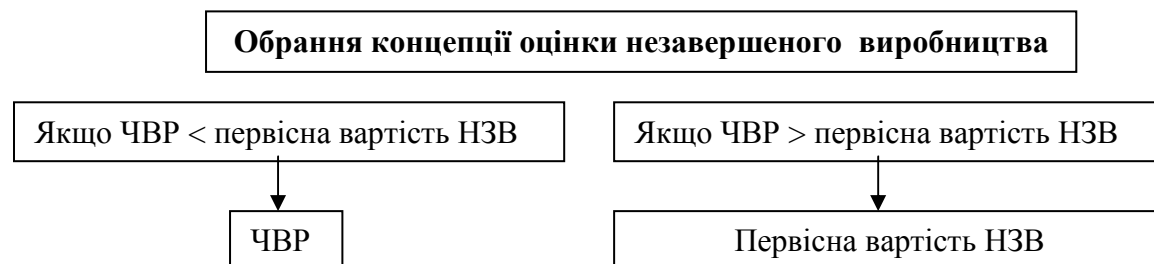 Обрання концепції оцінки незавершеного виробництва
Якщо ЧВР < первісна вартість НЗВ
Якщо ЧВР > первісна вартість НЗВ
ЧВР
Первісна вартість НЗВ